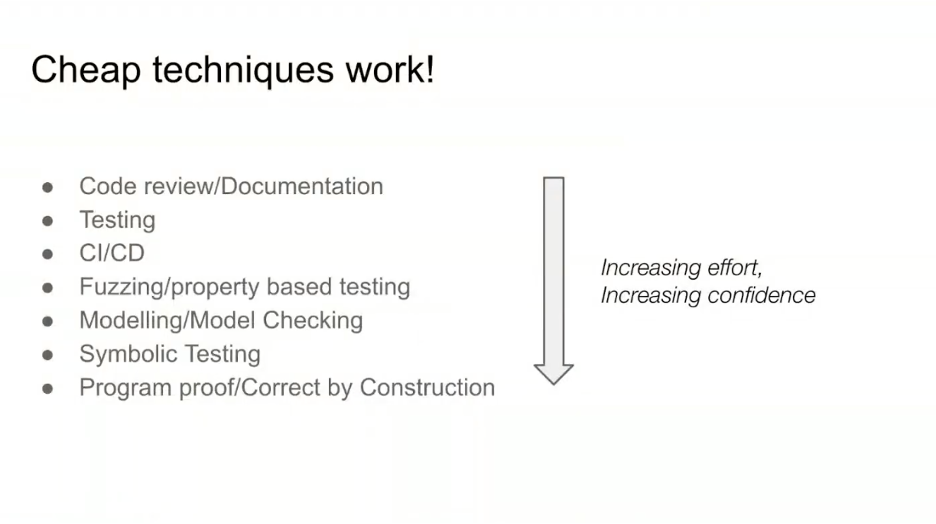 Cheap techniques work!
● Code review/Documentation
● Testing
● CI/CD
● Fuzzing/property based testing
● Modelling/Model Checking
● Symbolic Testing
● Program proof/Correct by Construction
Increasing effort,
Increasing confidence